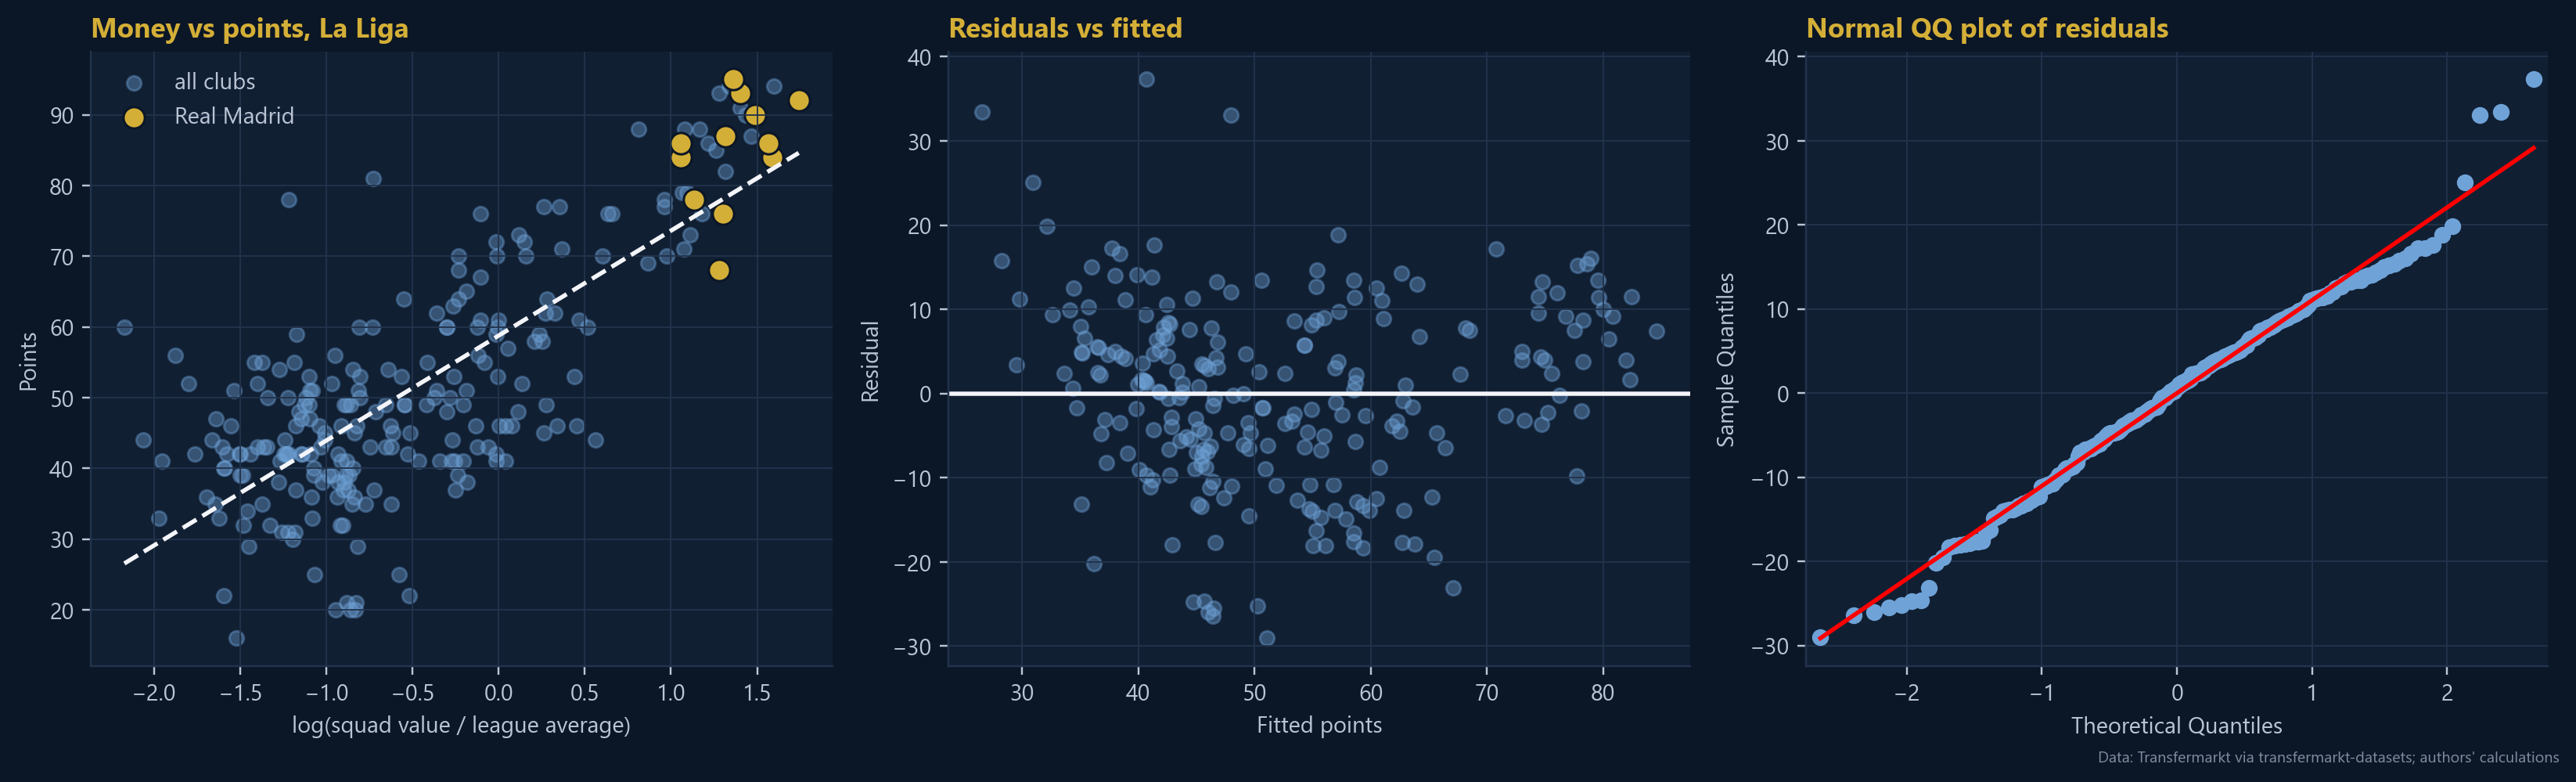 Money vs points, La Liga
all clubs
Real Madrid
Points
90
80
70
60
50
40
30
20
−2.0 −1.5 −1.0 −0.5 0.0 0.5 1.0 1.5
log(squad value / league average)
Residuals vs fitted
Residual
40
30
20
10
0
−10
−20
−30
30 40 50 60 70 80
Fitted points
Normal QQ plot of residuals
Sample Quantiles
40
30
20
10
0
−10
−20
−30
−2 −1 0 1 2
Theoretical Quantiles
Data: Transfermarkt via transfermarkt-datasets; authors' calculations